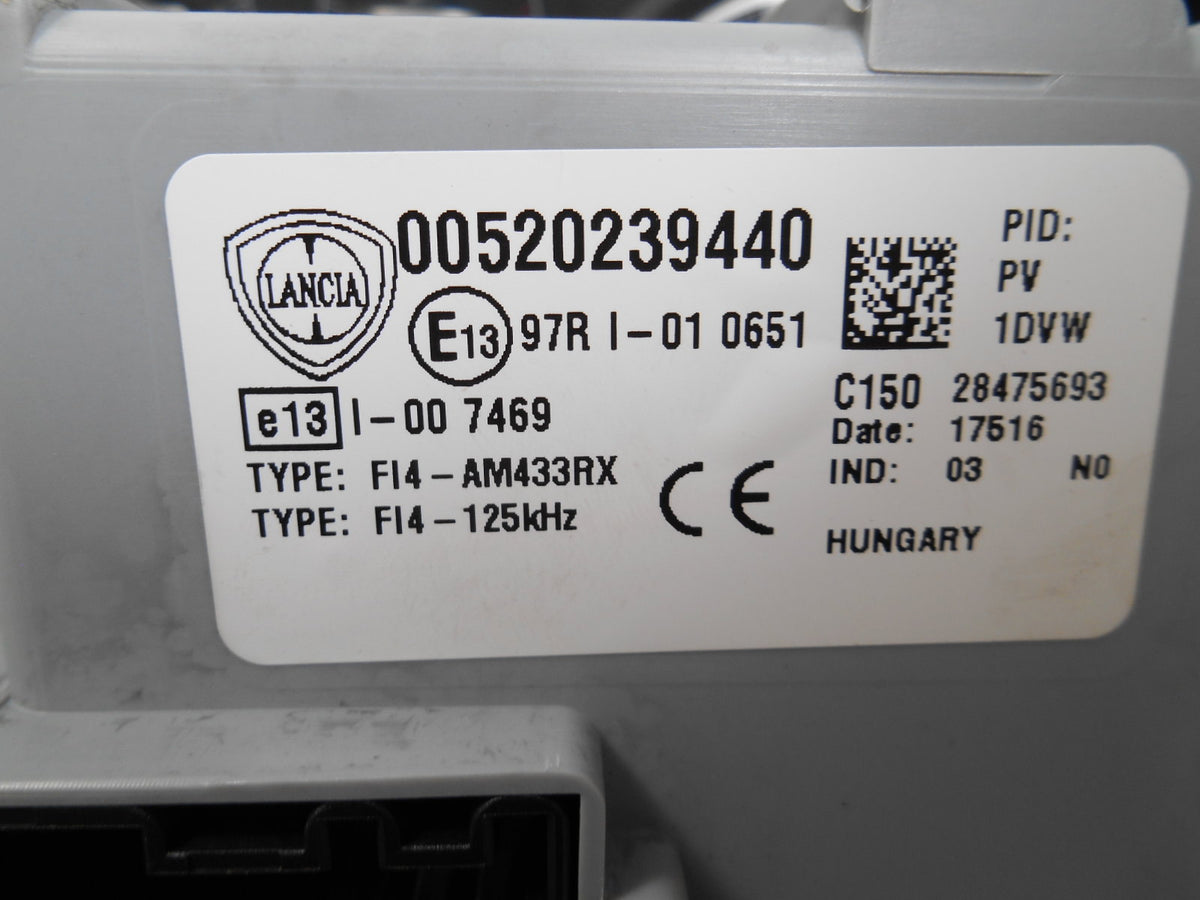 LANCIA
00520239440
E13 97R I-01 0651
e13 I-00 7469
TYPE: FI4-AM433RX
TYPE: FI4-125kHz
CE
PID:
PV
1DVW
C150 28475693
Date: 17516
IND: 03 N0
HUNGARY